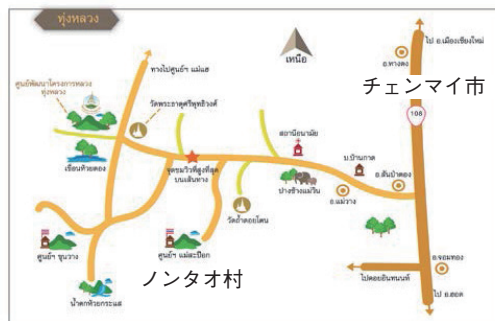 ทุ่งหลวง
ไป อ.เมืองเชียงใหม่
อ.หางดง
เหนือ
チェンマイ市
ทางไปศูนย์ฯ แม่แฮ
ศูนย์พัฒนาโครงการหลวง
ทุ่งหลวง
วัดพระธาตุศรีพุทธิวงศ์
108
สถานีอนามัย
บ.บ้านกาด
อ.สันป่าตอง
เขื่อนห้วยตอง
จุดชมวิวที่สูงที่สุด
บนเส้นทาง
ปางช้างแม่วิน
อ.แม่วาง
วัดถ้ำดอยโตน
ศูนย์ฯ ขุนวาง
ศูนย์ฯ แม่สะป๊อก
อ.จอมทอง
ノンタオ村
ไปดอยอินทนนท์
น้ำตกห้วยกระแส
ไป อ.ฮอด